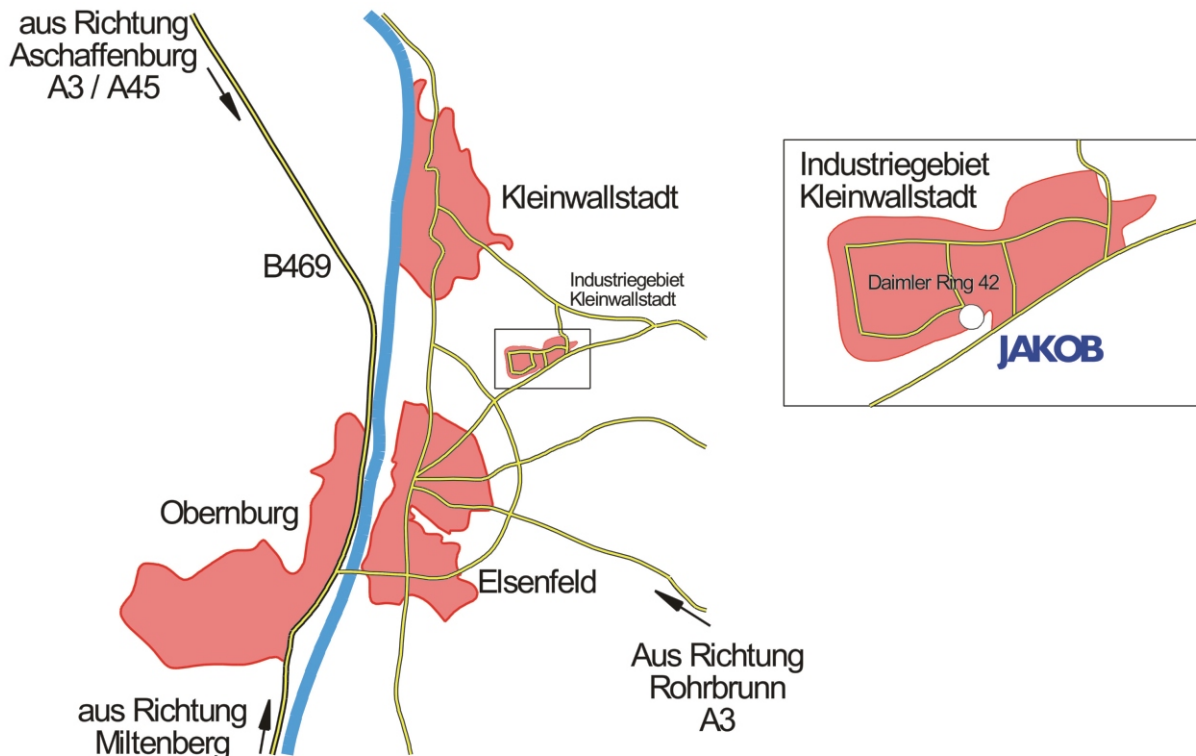 aus Richtung
Aschaffenburg
A3 / A45
B469
Kleinwallstadt
Industriegebiet
Kleinwallstadt
Obernburg
Elsenfeld
aus Richtung
Miltenberg
Aus Richtung
Rohrbrunn
A3
Industriegebiet
Kleinwallstadt
Daimler Ring 42
JAKOB